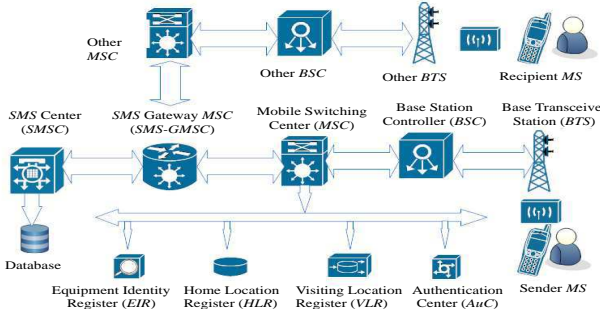 Other
MSC
Other BSC
Other BTS
Recipient MS
SMS Center
(SMSC)
SMS Gateway MSC
(SMS-GMSC)
Mobile Switching
Center (MSC)
Base Station
Controller (BSC)
Base Transceive
Station (BTS)
Database
Equipment Identity
Register (EIR)
Home Location
Register (HLR)
Visiting Location
Register (VLR)
Authentication
Center (AuC)
Sender MS